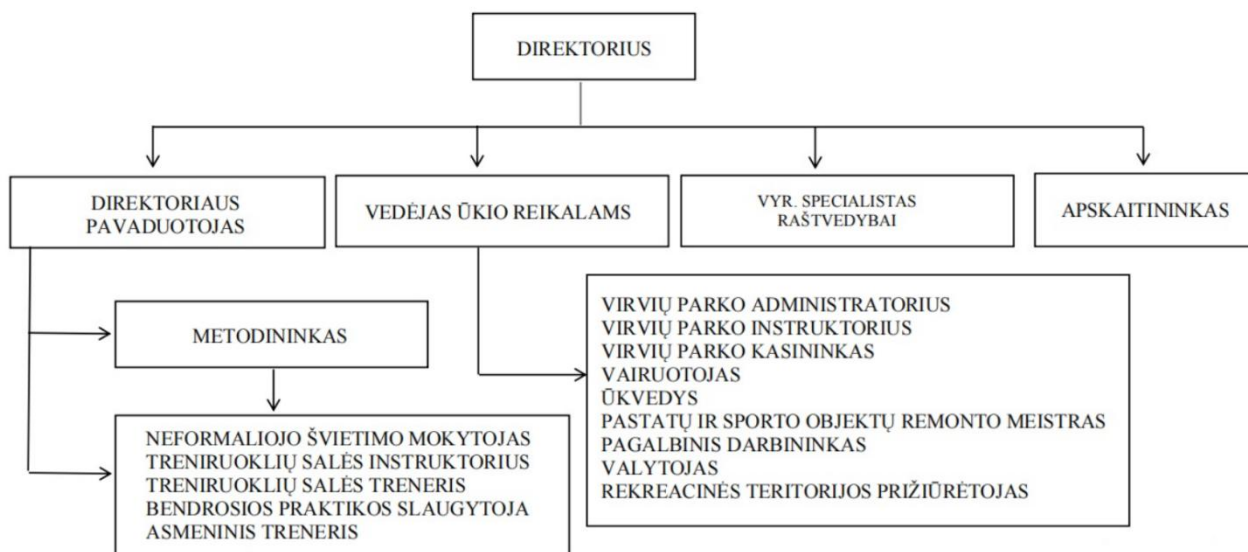 DIREKTORIUS
DIREKTORIAUS
PAVADUOTOJAS
VEDĖJAS ŪKIO REIKALAMS
VYR. SPECIALISTAS
RAŠTVEDYBAI
APSKAITININKAS
METODININKAS
NEFORMALIOJO ŠVIETIMO MOKYTOJAS
TRENIRUOKLIŲ SALĖS INSTRUKTORIUS
TRENIRUOKLIŲ SALĖS TRENERIS
BENDROSIOS PRAKTIKOS SLAUGYTOJA
ASMENINIS TRENERIS
VIRVIŲ PARKO ADMINISTRATORIUS
VIRVIŲ PARKO INSTRUKTORIUS
VIRVIŲ PARKO KASININKAS
VAIRUOTOJAS
ŪKVEDYS
PASTATŲ IR SPORTO OBJEKTŲ REMONTO MEISTRAS
PAGALBINIS DARBININKAS
VALYTOJAS
REKREACINĖS TERITORIJOS PRIŽIŪRĖTOJAS